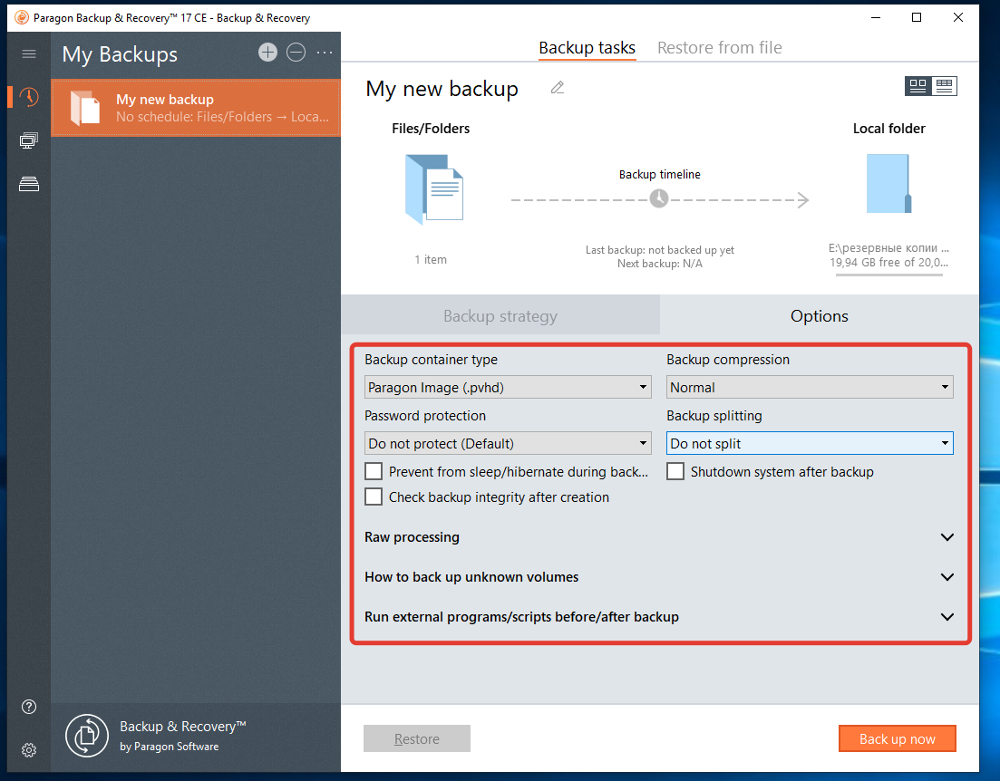 Paragon Backup & Recovery™ 17 CE - Backup & Recovery
My Backups
My new backup
No schedule: Files/Folders → Loca...
Backup & Recovery™
by Paragon Software
Backup tasks
Restore from file
My new backup
Files/Folders
1 item
Backup timeline
Last backup: not backed up yet
Next backup: N/A
Local folder
E:\резервные копии ...
19,94 GB free of 20,0...
Backup strategy
Options
Backup container type
Paragon Image (.pvhd)
Backup compression
Normal
Password protection
Do not protect (Default)
Backup splitting
Do not split
Prevent from sleep/hibernate during back...
Shutdown system after backup
Check backup integrity after creation
Raw processing
How to back up unknown volumes
Run external programs/scripts before/after backup
Restore
Back up now